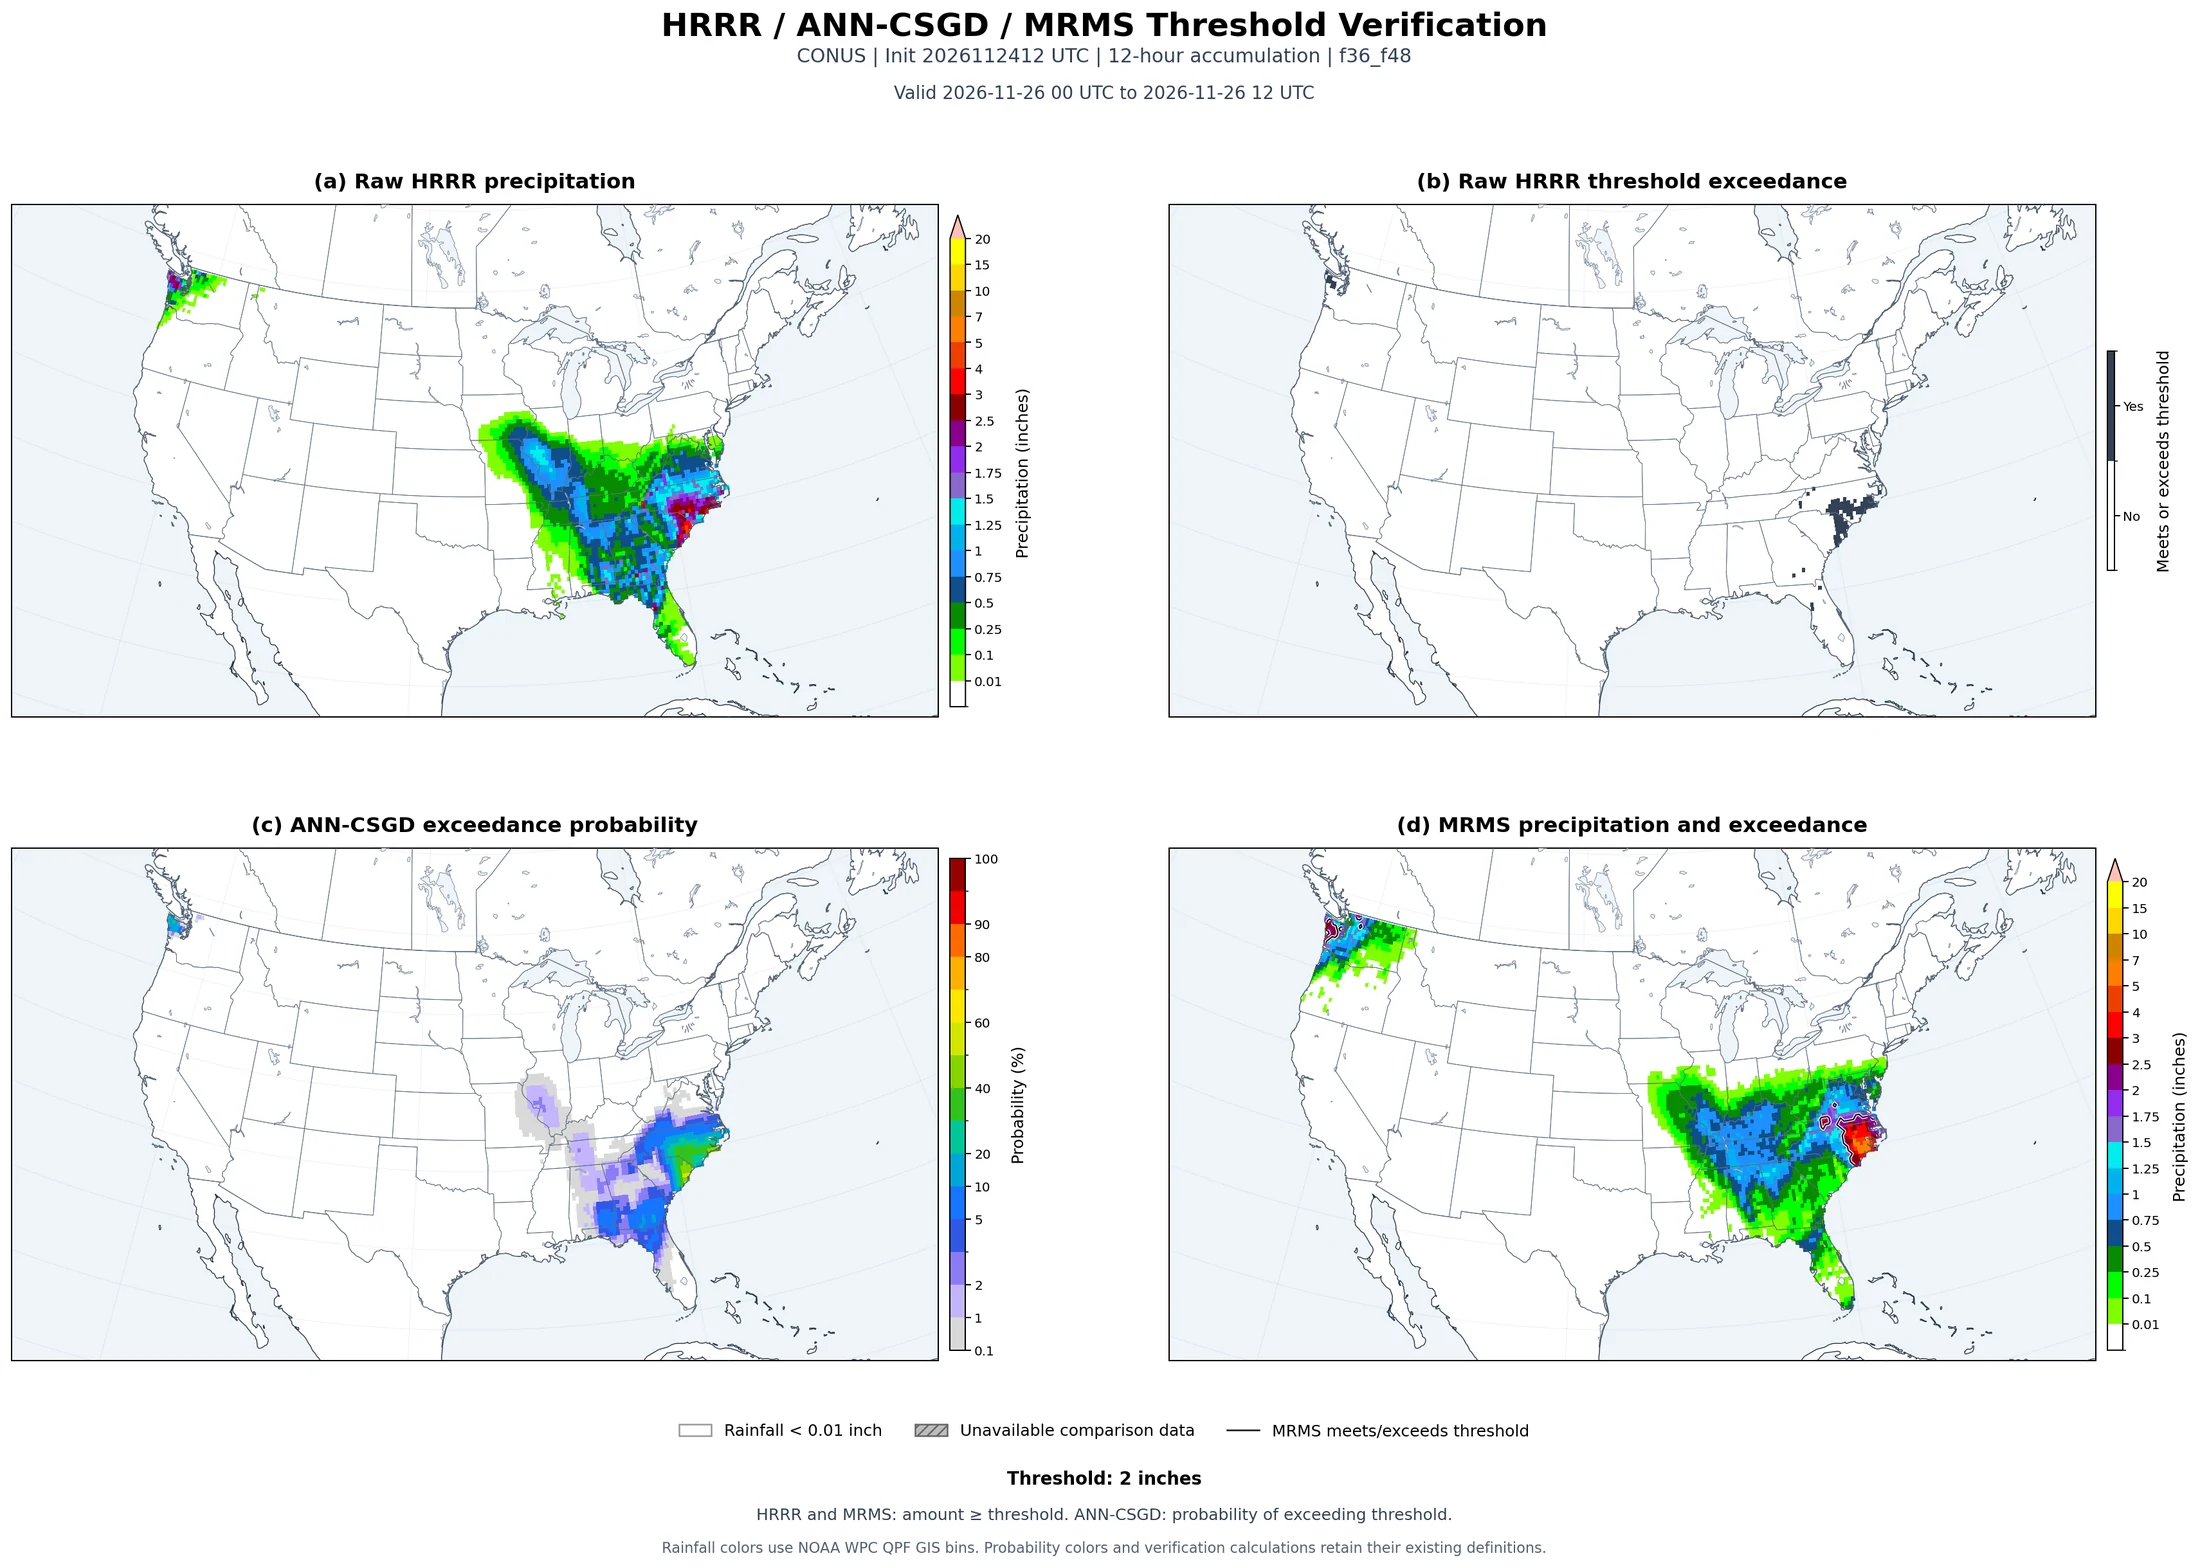 HRRR / ANN-CSGD / MRMS Threshold Verification
CONUS | Init 2026112412 UTC | 12-hour accumulation | f36_f48
Valid 2026-11-26 00 UTC to 2026-11-26 12 UTC
(a) Raw HRRR precipitation
20
15
10
7
5
4
3
2.5
2
1.75
1.5
1.25
1
0.75
0.5
0.25
0.1
0.01
Precipitation (inches)
(b) Raw HRRR threshold exceedance
Yes
No
Meets or exceeds threshold
(c) ANN-CSGD exceedance probability
100
90
80
60
40
20
10
5
2
1
0.1
Probability (%)
(d) MRMS precipitation and exceedance
20
15
10
7
5
4
3
2.5
2
1.75
1.5
1.25
1
0.75
0.5
0.25
0.1
0.01
Precipitation (inches)
Rainfall < 0.01 inch
Unavailable comparison data
MRMS meets/exceeds threshold
Threshold: 2 inches
HRRR and MRMS: amount ≥ threshold. ANN-CSGD: probability of exceeding threshold.
Rainfall colors use NOAA WPC QPF GIS bins. Probability colors and verification calculations retain their existing definitions.